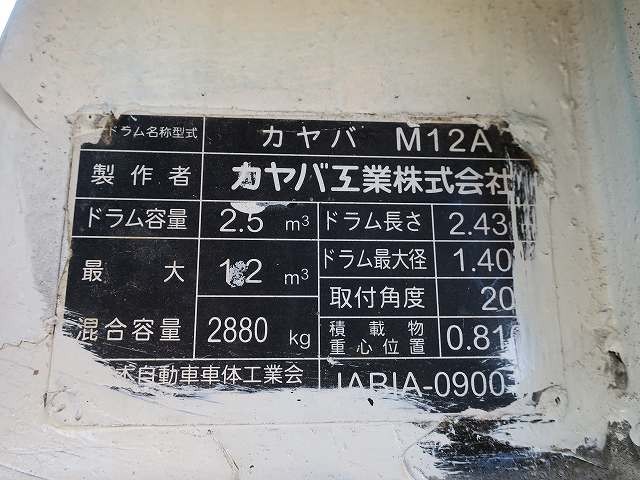 ドラム名称型式 カヤバ M12A
製作者 カヤバ工業株式会社
ドラム容量 2.5 m³ ドラム長さ 2.43
最大 1.2 m³ ドラム最大径 1.40
取付角度 20
混合容量 2880 kg 積載物重心位置 0.81
本自動車車体工業会 JABIA-0900